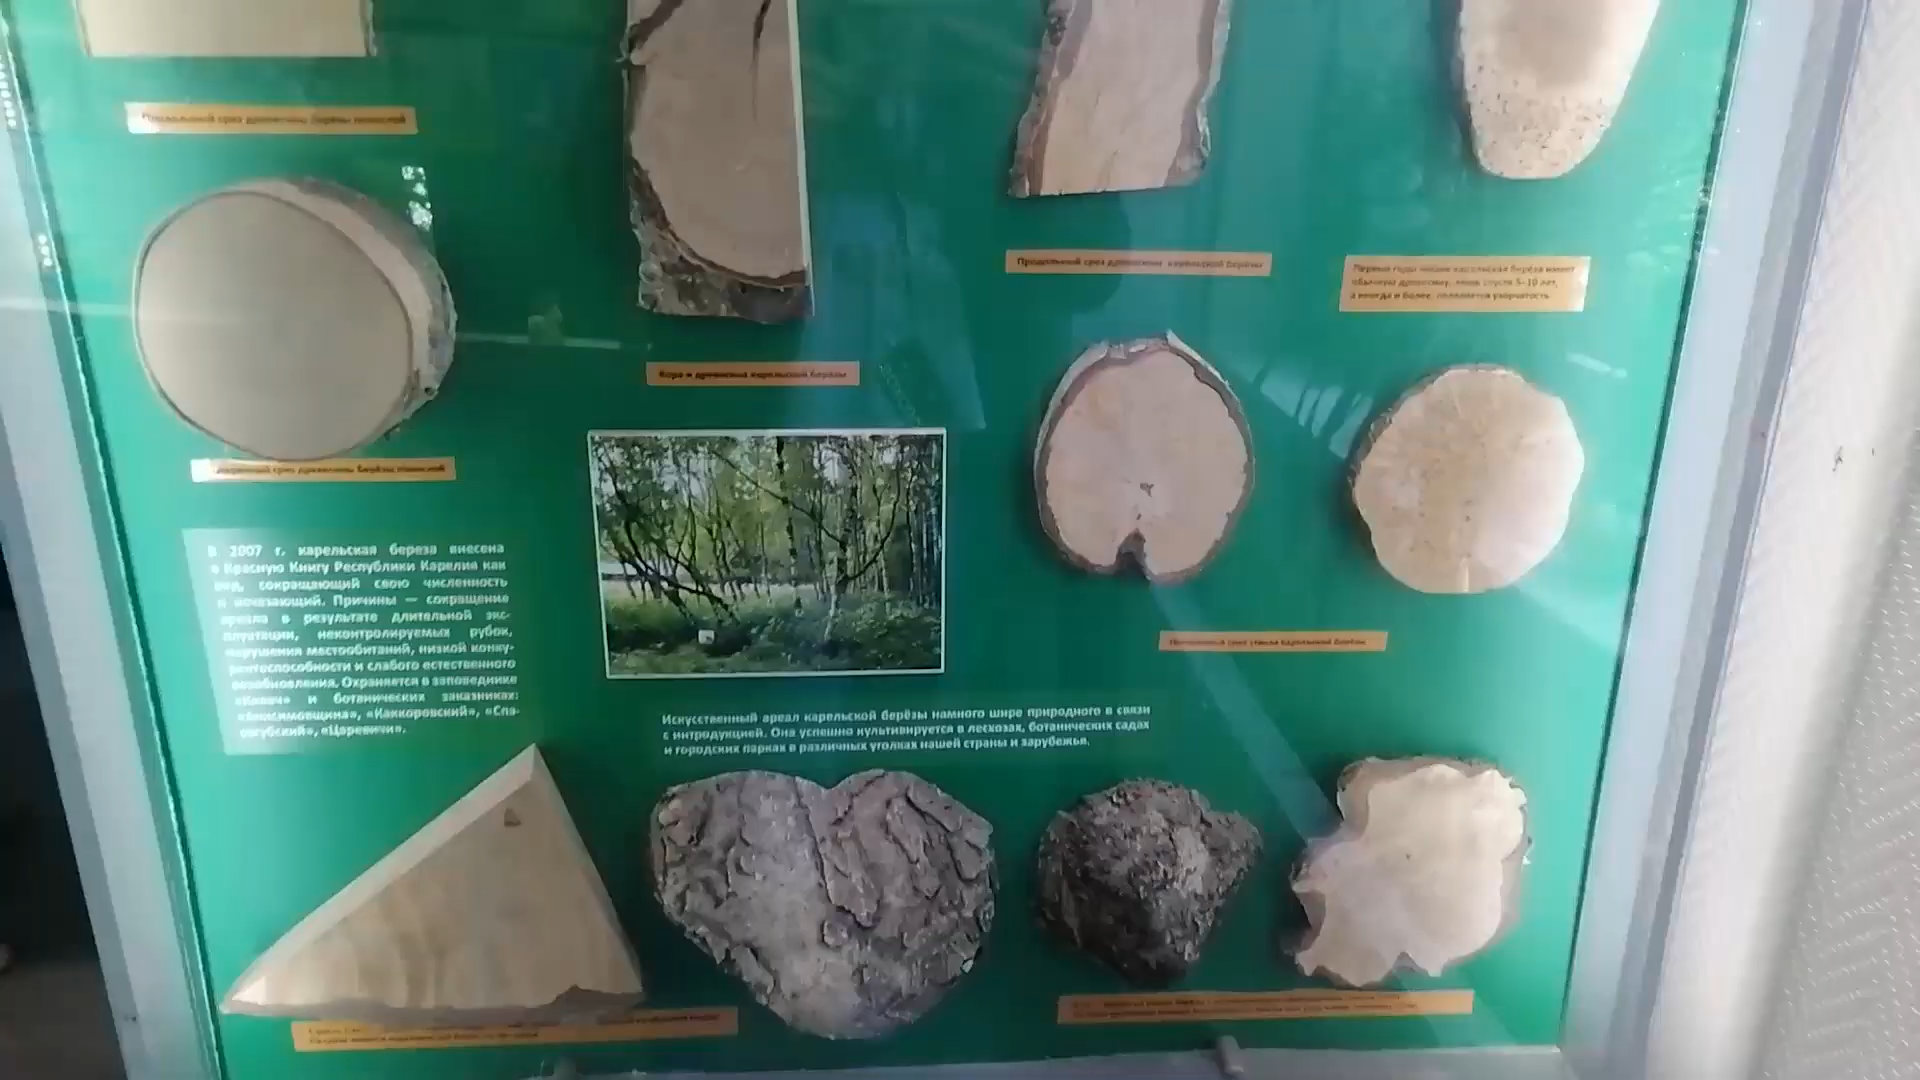 Продольный срез древесины берёзы повислой
Продольный срез древесины карельской берёзы
Первые годы жизни карельская берёза имеет
обычную древесину, лишь спустя 5–10 лет,
а иногда и более, появляется узорчатость
Кора и древесина карельской берёзы
срез древесины берёзы повислой
срез ствола карельской берёзы
В 2007 г. карельская береза внесена
в Красную Книгу Республики Карелия как
вид, сокращающий свою численность
и исчезающий. Причины — сокращение
ареала в результате длительной экс-
плуатации, неконтролируемых рубок,
нарушения местообитаний, низкой конку-
рентоспособности и слабого естественного
возобновления. Охраняется в заповеднике
«Кивач» и ботанических заказниках:
«Анисимовщина», «Каккоровский», «Спа-
согубский», «Царевичи».
Искусственный ареал карельской берёзы намного шире природного в связи
с интродукцией. Она успешно культивируется в лесхозах, ботанических садах
и городских парках в различных уголках нашей страны и зарубежья.